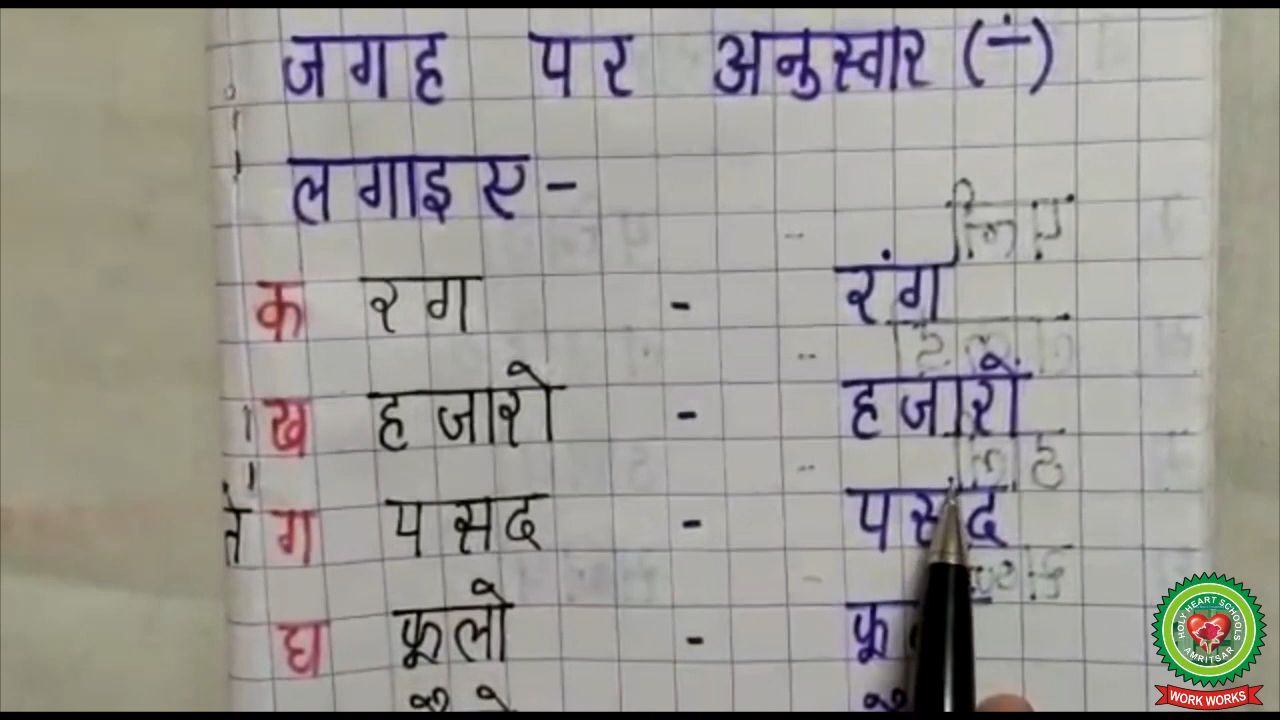 जगह पर अनुस्वार (-ं)
लगाइए -
क रग - रंग
ख हजारो - हजारों
ते ग पसद - पसंद
घ फूलो -
HOLY HEART SCHOOLS
AMRITSAR
WORK WORKS